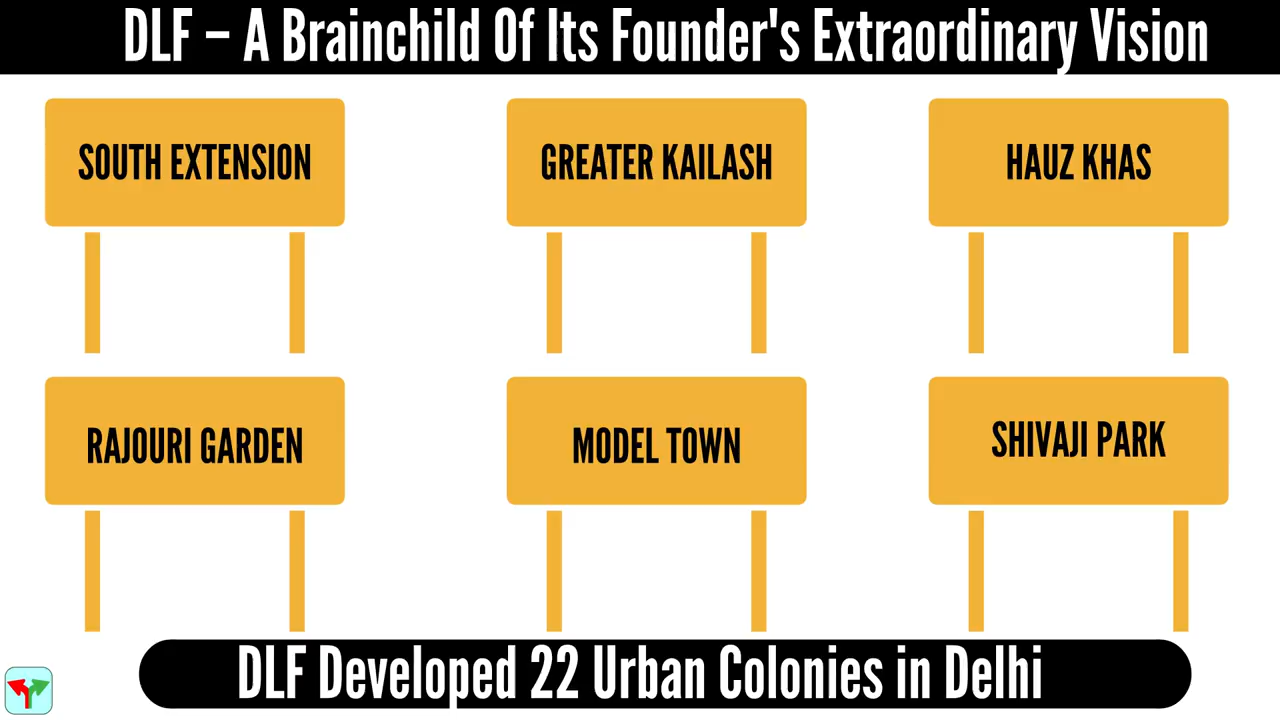 DLF – A Brainchild Of Its Founder's Extraordinary Vision
SOUTH EXTENSION
GREATER KAILASH
HAUZ KHAS
RAJOURI GARDEN
MODEL TOWN
SHIVAJI PARK
DLF Developed 22 Urban Colonies in Delhi